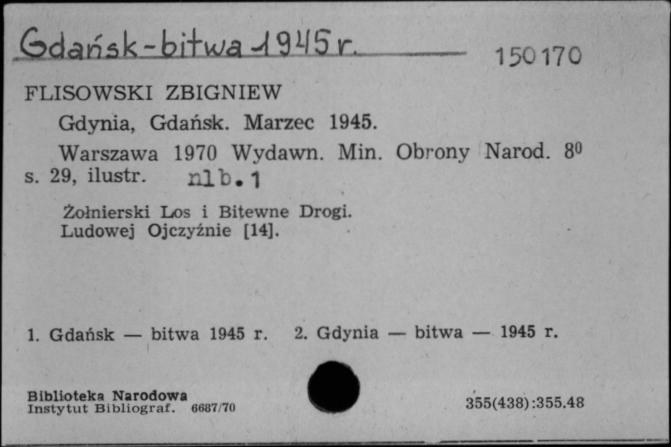 Gdańsk-bitwa-1945r.
150170
FLISOWSKI ZBIGNIEW
Gdynia, Gdańsk. Marzec 1945.
Warszawa 1970 Wydawn. Min. Obrony Narod. 8⁰
s. 29, ilustr. nlb.1
Żołnierski Los i Bitewne Drogi.
Ludowej Ojczyźnie [14].
1. Gdańsk — bitwa 1945 r. 2. Gdynia — bitwa — 1945 r.
Biblioteka Narodowa
Instytut Bibliograf. 6687/70
355(438):355.48